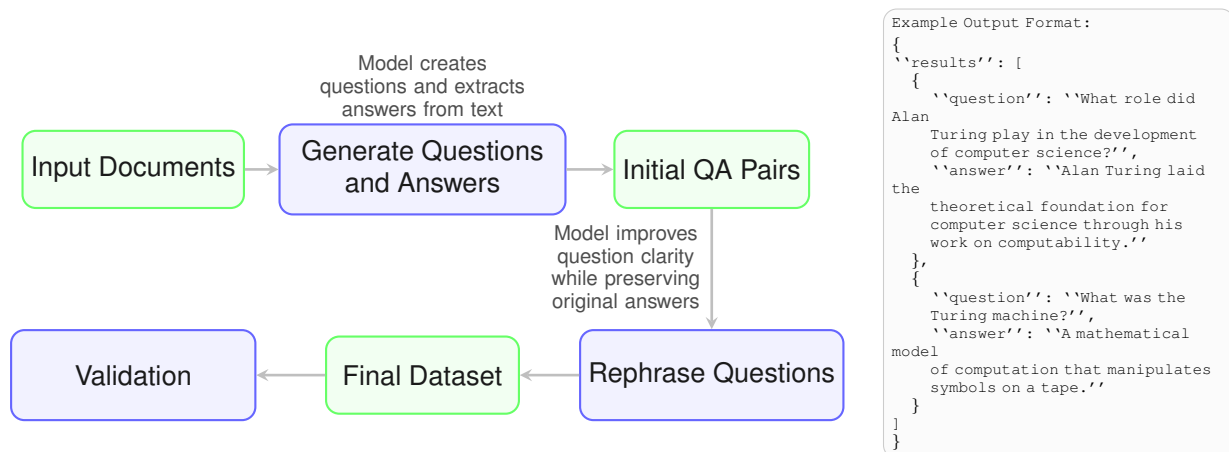 Model creates
questions and extracts
answers from text
Input Documents
Generate Questions
and Answers
Initial QA Pairs
Model improves
question clarity
while preserving
original answers
Validation
Final Dataset
Rephrase Questions
Example Output Format:
{
‘‘results’’: [
{
‘‘question’’: ‘‘What role did
Alan
Turing play in the development
of computer science?’’,
‘‘answer’’: ‘‘Alan Turing laid
the
theoretical foundation for
computer science through his
work on computability.’’
},
{
‘‘question’’: ‘‘What was the
Turing machine?’’,
‘‘answer’’: ‘‘A mathematical
model
of computation that manipulates
symbols on a tape.’’
}
]
}